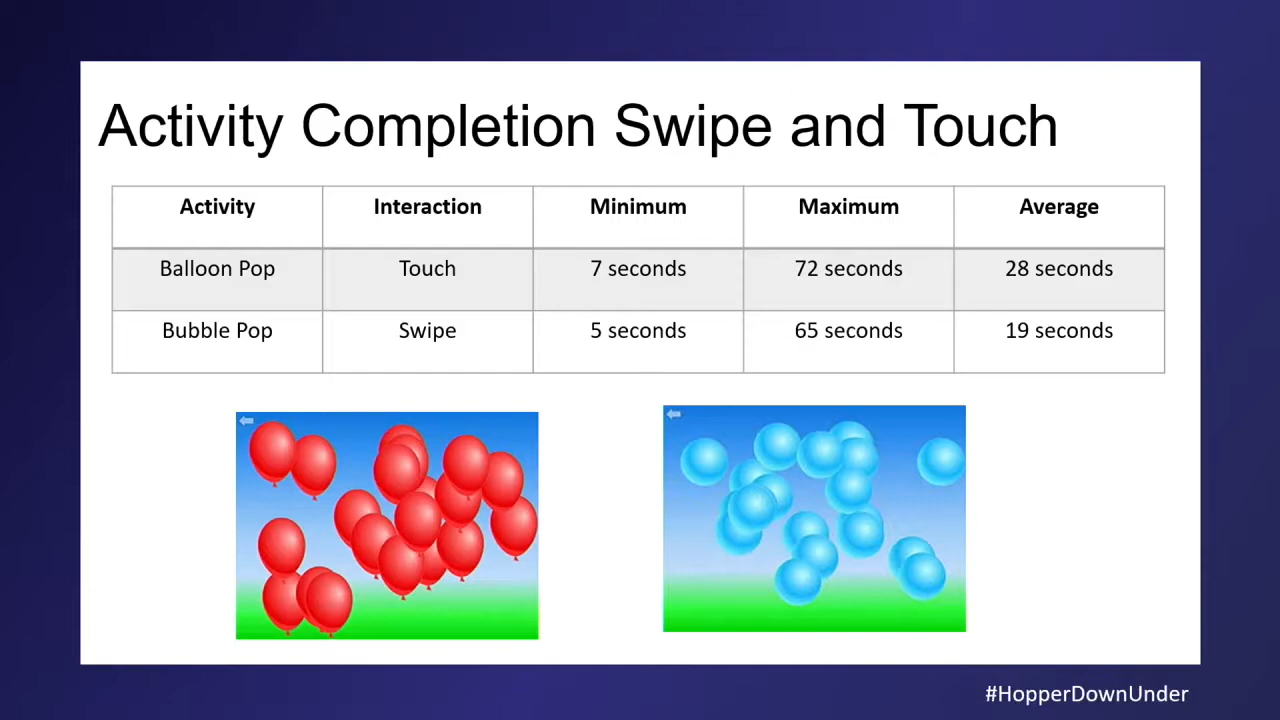 Activity Completion Swipe and Touch
Activity Interaction Minimum Maximum Average
Balloon Pop Touch 7 seconds 72 seconds 28 seconds
Bubble Pop Swipe 5 seconds 65 seconds 19 seconds
#HopperDownUnder